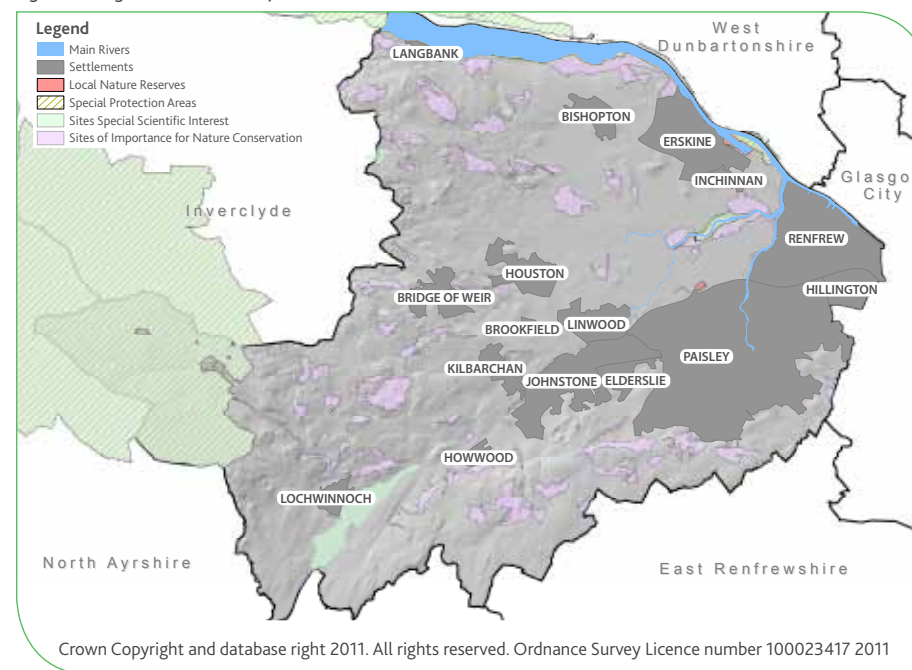 Legend
Main Rivers
Settlements
Local Nature Reserves
Special Protection Areas
Sites Special Scientific Interest
Sites of Importance for Nature Conservation
West
Dunbartonshire
LANGBANK
BISHOPTON
ERSKINE
INCHINNAN
Glasgo
City
Inverclyde
RENFREW
HOUSTON
HILLINGTON
BRIDGE OF WEIR
BROOKFIELD
LINWOOD
PAISLEY
KILBARCHAN
JOHNSTONE
ELDERSLIE
HOWWOOD
LOCHWINNOCH
North Ayrshire
East Renfrewshire
Crown Copyright and database right 2011. All rights reserved. Ordnance Survey Licence number 100023417 2011